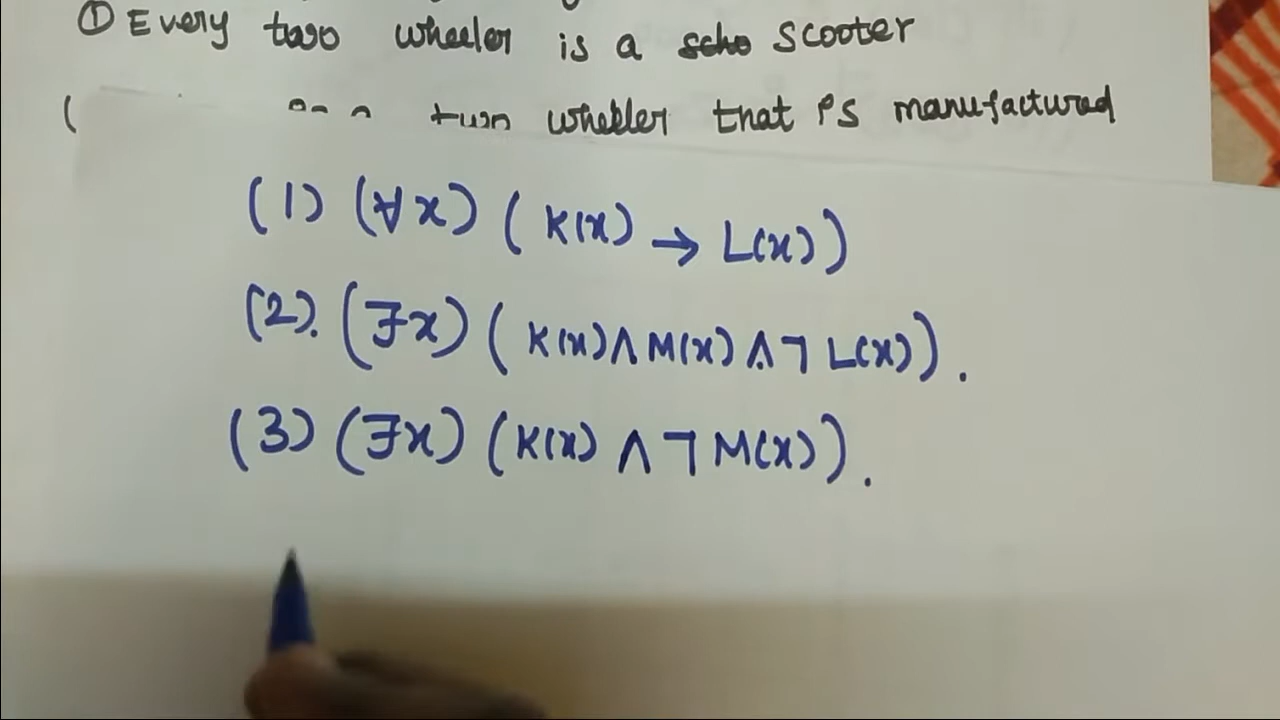 ① Every two wheeler is a scho scooter
( two wheeler that is manufactured
(1) (∀x) ( K(x) → L(x))
(2). (∃x) ( K(x) ∧ M(x) ∧ ¬ L(x)).
(3) (∃x) (K(x) ∧ ¬ M(x)).